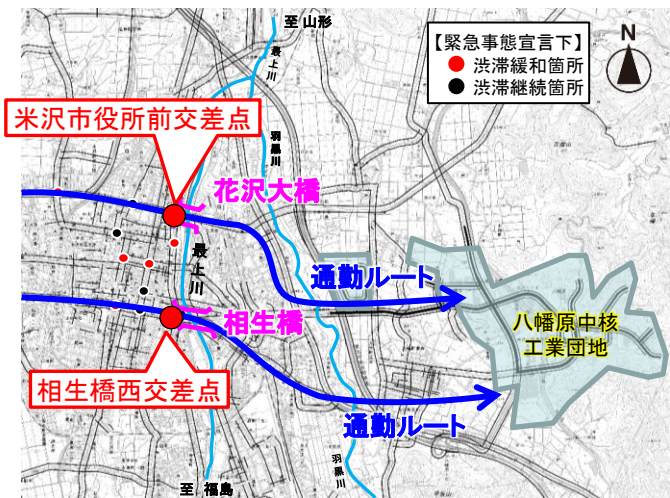 至 山形
【緊急事態宣言下】
渋滞緩和箇所
渋滞継続箇所
N
最上川
羽黒川
米沢市役所前交差点
花沢大橋
最上川
通勤ルート
相生橋
八幡原中核
工業団地
相生橋西交差点
通勤ルート
羽黒川
至 福島